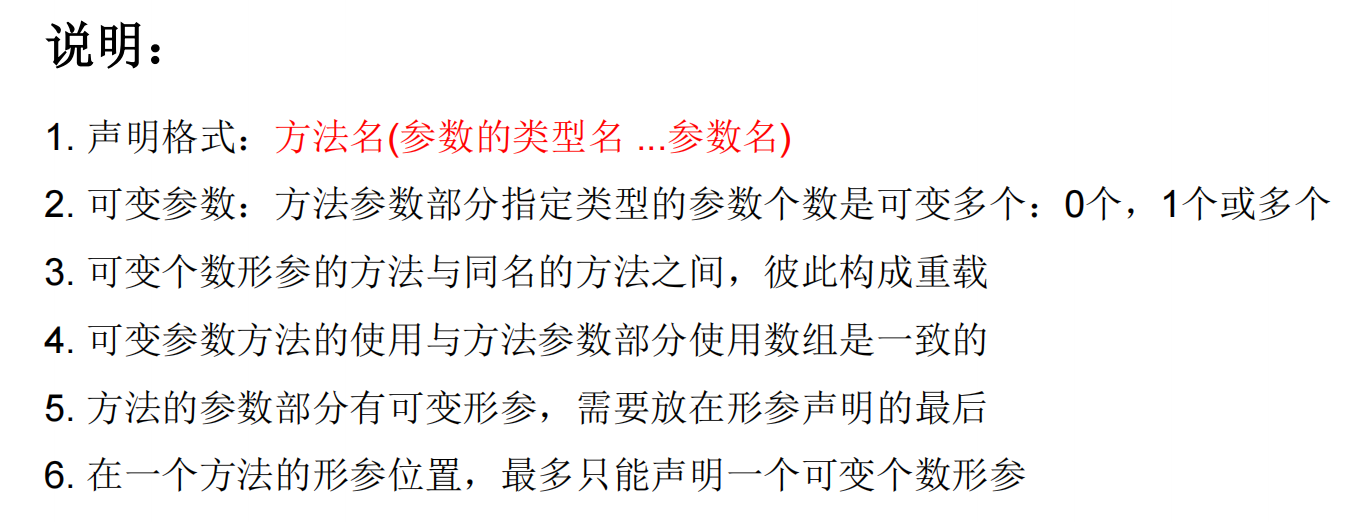 说明：
1. 声明格式：方法名(参数的类型名 ...参数名)
2. 可变参数：方法参数部分指定类型的参数个数是可变多个：0个，1个或多个
3. 可变个数形参的方法与同名的方法之间，彼此构成重载
4. 可变参数方法的使用与方法参数部分使用数组是一致的
5. 方法的参数部分有可变形参，需要放在形参声明的最后
6. 在一个方法的形参位置，最多只能声明一个可变个数形参